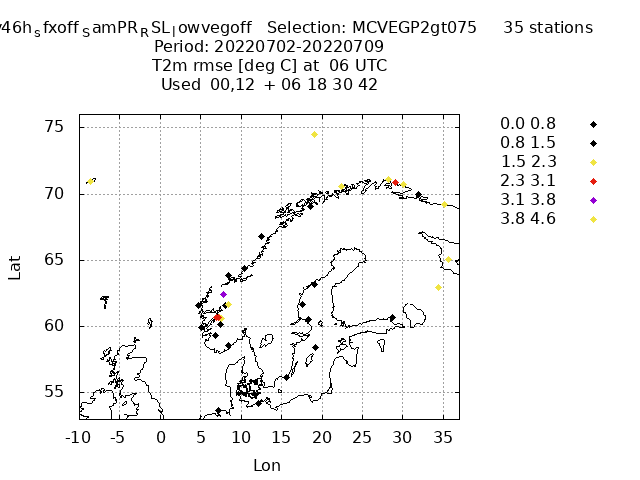 v46h_sfxoff_SamPR_RSL_lowvegoff Selection: MCVEGP2gt075 35 stations
Period: 20220702-20220709
T2m rmse [deg C] at 06 UTC
Used 00,12 + 06 18 30 42
75
70
65
60
55
Lat
-10 -5 0 5 10 15 20 25 30 35
Lon
0.0 0.8
0.8 1.5
1.5 2.3
2.3 3.1
3.1 3.8
3.8 4.6